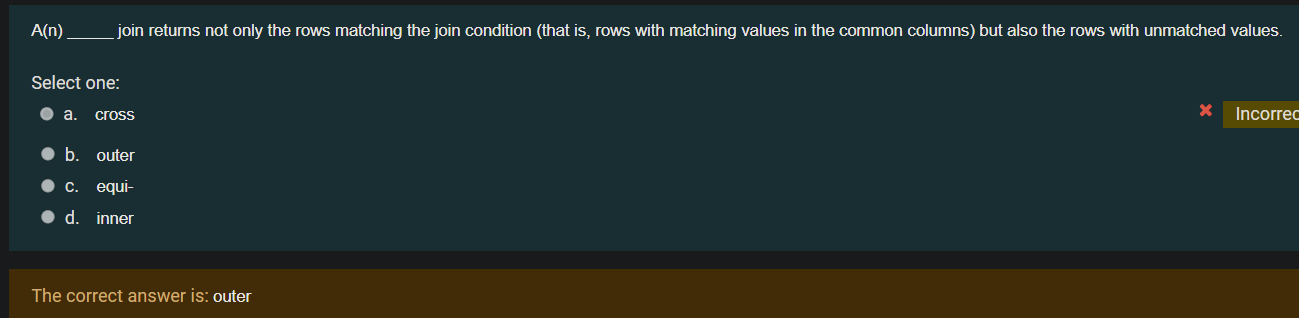 A(n) _____ join returns not only the rows matching the join condition (that is, rows with matching values in the common columns) but also the rows with unmatched values.
Select one:
a. cross
Incorrec
b. outer
c. equi-
d. inner
The correct answer is: outer